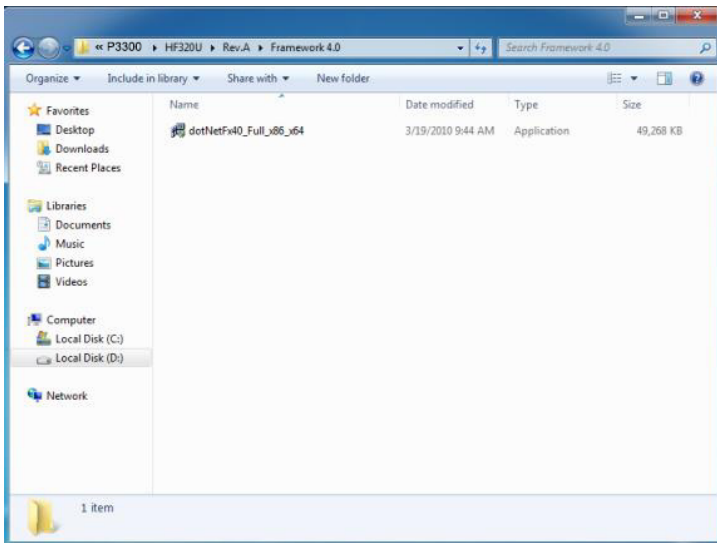 « P3300 ▸ HF320U ▸ Rev.A ▸ Framework 4.0
Search Framework 4.0
Organize ▾ Include in library ▾ Share with ▾ New folder
Name Date modified Type Size
dotNetFx40_Full_x86_x64 3/19/2010 9:44 AM Application 49,268 KB
Favorites
Desktop
Downloads
Recent Places
Libraries
Documents
Music
Pictures
Videos
Computer
Local Disk (C:)
Local Disk (D:)
Network
1 item